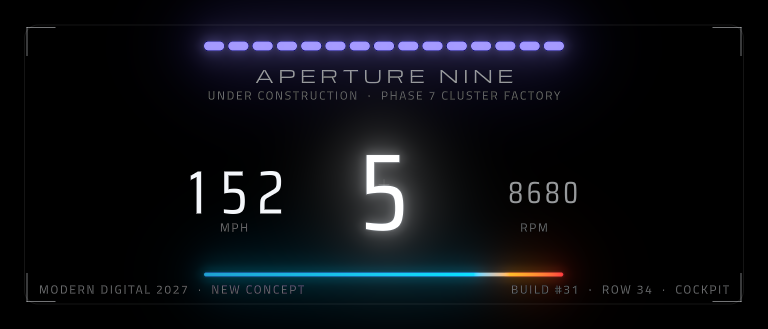 APERTURE NINE
UNDER CONSTRUCTION · PHASE 7 CLUSTER FACTORY
152
MPH
5
8680
RPM
MODERN DIGITAL 2027 · NEW CONCEPT
BUILD #31 · ROW 34 · COCKPIT